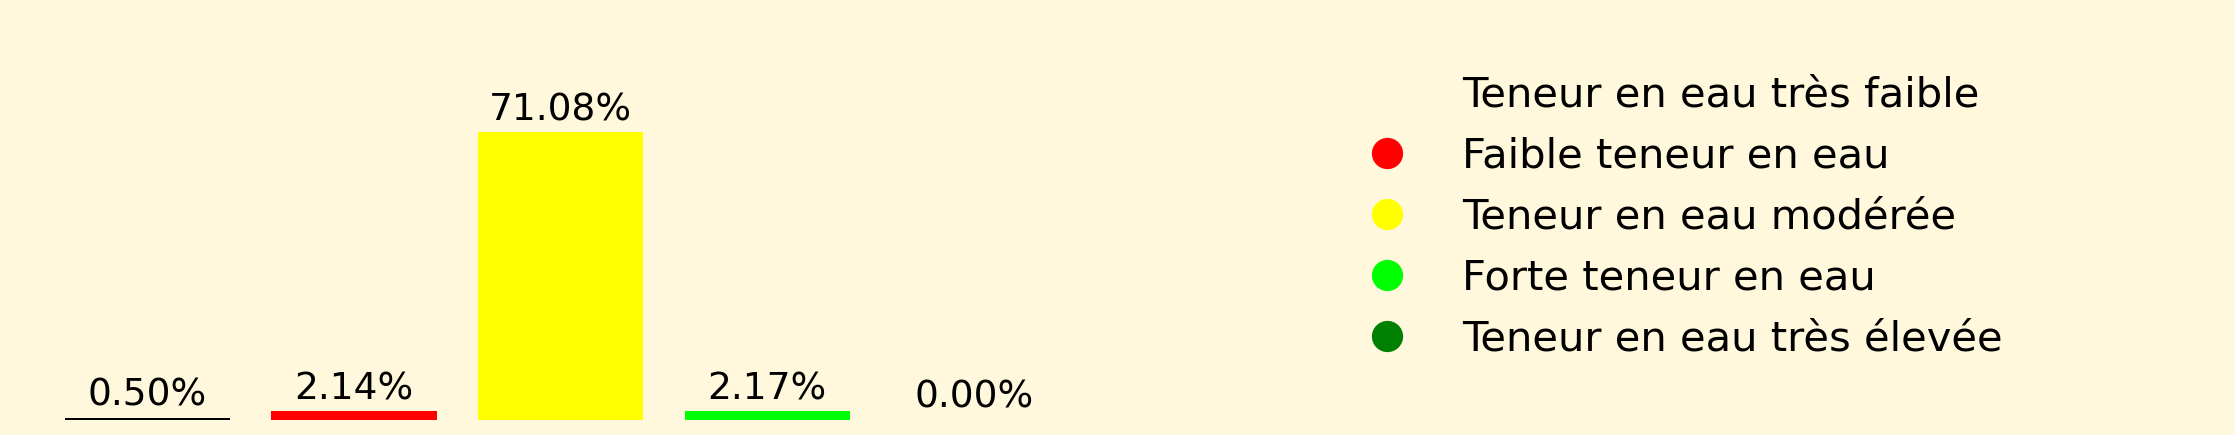 71.08%
0.50%
2.14%
2.17%
0.00%
Teneur en eau très faible
Faible teneur en eau
Teneur en eau modérée
Forte teneur en eau
Teneur en eau très élevée